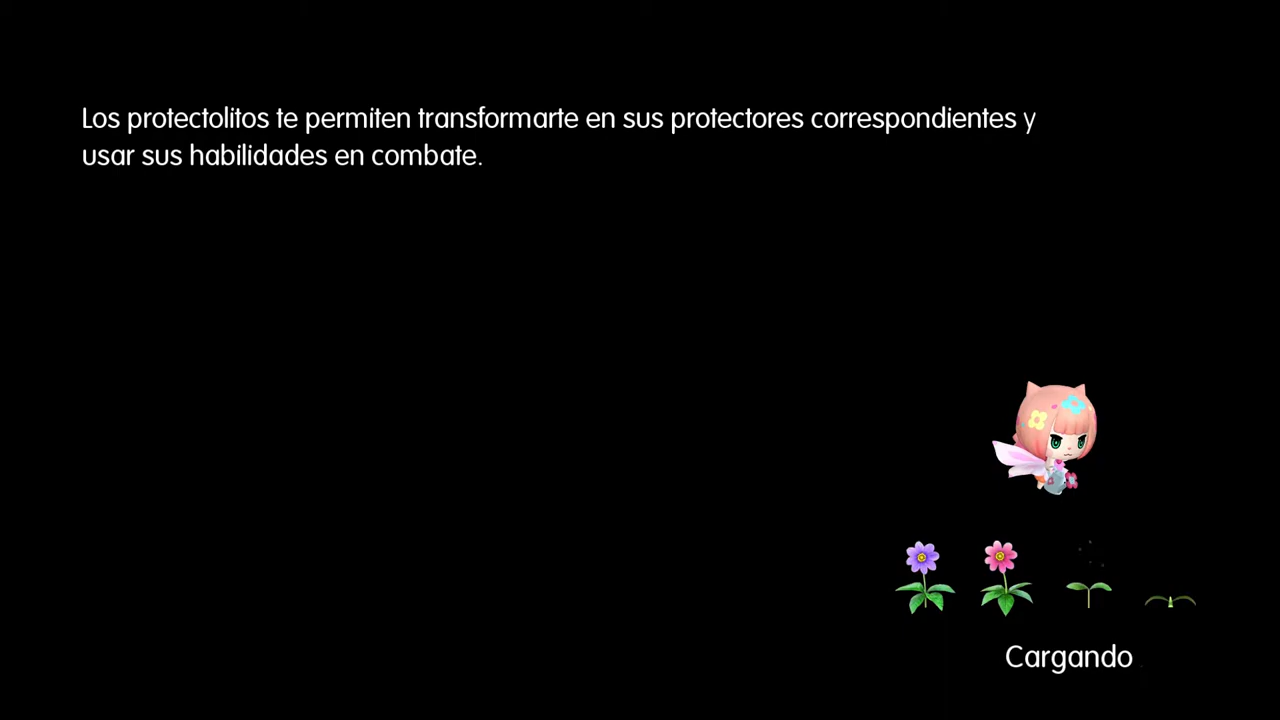 Los protectolitos te permiten transformarte en sus protectores correspondientes y
usar sus habilidades en combate.
Cargando